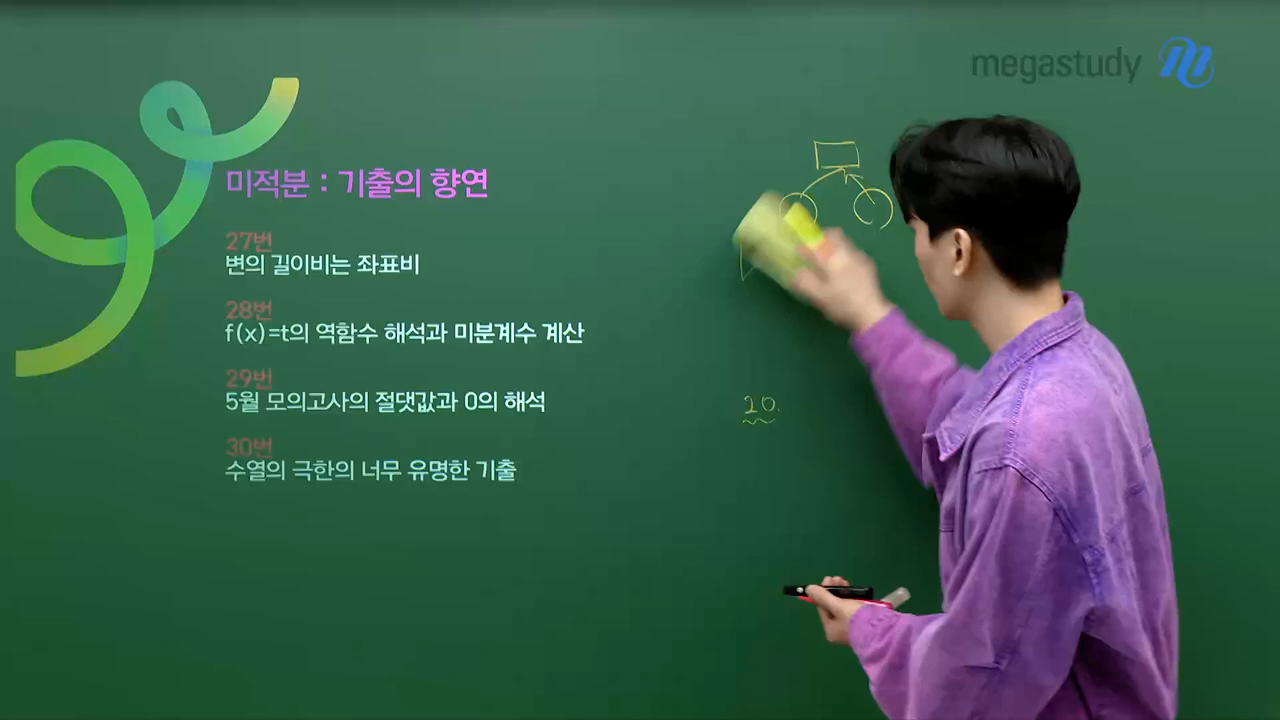 megastudy
미적분 : 기출의 향연
27번
변의 길이비는 좌표비
28번
f(x)=t의 역함수 해석과 미분계수 계산
29번
5월 모의고사의 절댓값과 0의 해석
30번
수열의 극한의 너무 유명한 기출
20.